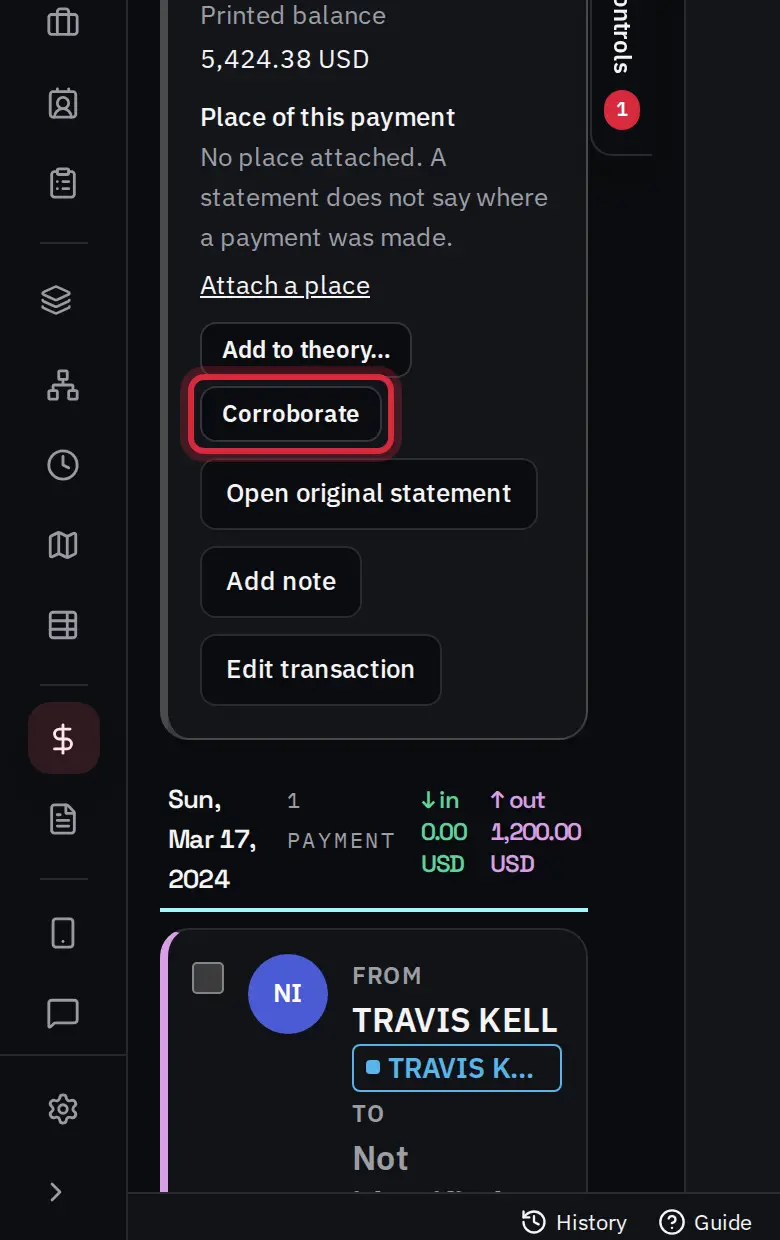 Printed balance
5,424.38 USD
ontrols
1
Place of this payment
No place attached. A
statement does not say where
a payment was made.
Attach a place
Add to theory...
Corroborate
Open original statement
Add note
Edit transaction
Sun,
Mar 17,
2024
1
PAYMENT
↓in
0.00
USD
↑out
1,200.00
USD
NI
FROM
TRAVIS KELL
TRAVIS K...
TO
Not
History
Guide